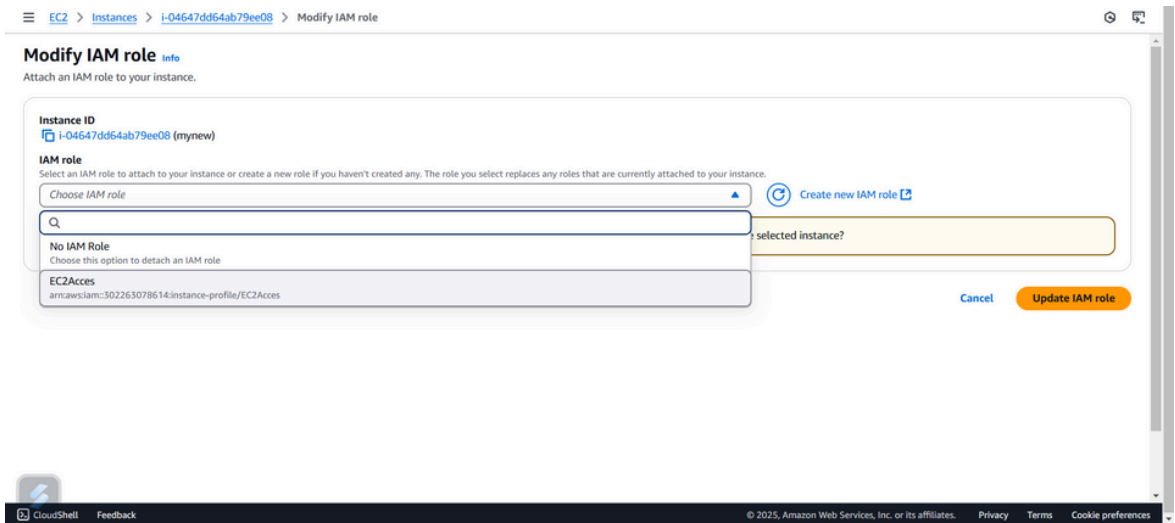 EC2 > Instances > i-04647dd64ab79ee08 > Modify IAM role
Modify IAM role Info
Attach an IAM role to your instance.
Instance ID
i-04647dd64ab79ee08 (mynew)
IAM role
Select an IAM role to attach to your instance or create a new role if you haven't created any. The role you select replaces any roles that are currently attached to your instance.
Choose IAM role
Create new IAM role
selected instance?
No IAM Role
Choose this option to detach an IAM role
EC2Acces
arn:aws:iam::302263078614:instance-profile/EC2Acces
Cancel Update IAM role
CloudShell Feedback © 2025, Amazon Web Services, Inc. or its affiliates. Privacy Terms Cookie preferences